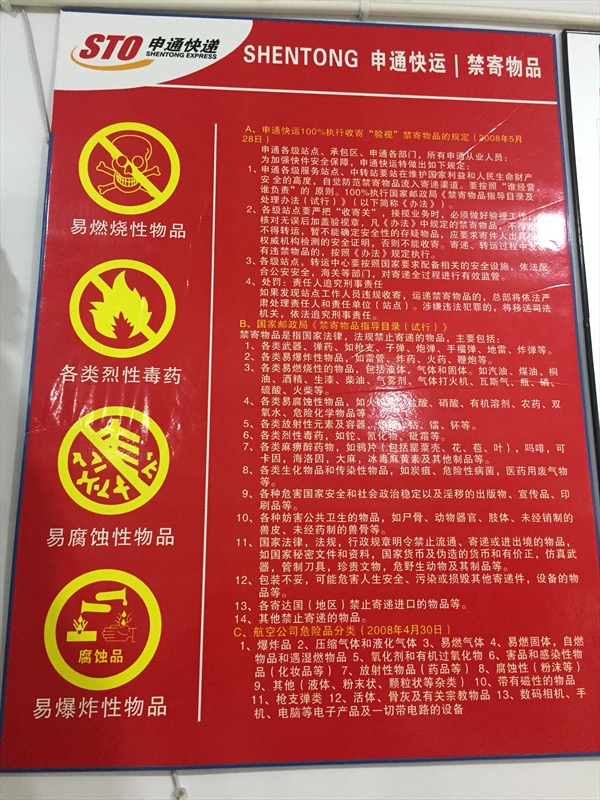 STO 申通快递
SHENTONG EXPRESS
SHENTONG 申通快运 | 禁寄物品
易燃烧性物品
各类烈性毒药
易腐蚀性物品
腐蚀品
易爆炸性物品
A、申通快运100%执行收寄“验视”禁寄物品的规定(2008年5月
28日)
申通各级站点、承包区、申通各部门,所有申通从业人员:
为加强快件安全保障,申通快运特做出如下规定:
1、申通各级服务站点、中转站要站在维护国家利益和人民生命财产
安全的高度,自觉防范禁寄物品流入寄递渠道。要按照“谁经营,
谁负责”的 原则。100%执行国家邮政局《禁寄物品指导目录及
处理办法(试行)》(以下简称《办法》)。
2、各级站点要严把“收寄关”,接揽业务时,必须做好验视工作
核对无误后加盖验视章,凡《办法》中规定的禁寄物品,不得
不得转运,暂不能确定安全性的存疑物品,应要求寄件人出具
权威机构检测的安全证明,否则不能收寄。寄递、转运过程中发
有违禁物品的,按照《办法》规定执行。
3、各级站点,转运中心要按照国家要求配备相关的安全设施,依法配
合公安安全,海关等部门,对寄递全过程进行有效监管。
4、处罚:责任人追究刑事责任
如果发现站点工作人员违规收寄,运递禁寄物品的,总部将依法严
肃处理责任人和责任单位(站点)。涉嫌违法犯罪的,将移送司法
机关,依法追究刑事责任。
B、国家邮政局《禁寄物品指导目录(试行)》
禁寄物品是指国家法律,法规禁止寄递的物品,主要包括:
1、各类武器、弹药、如枪支、子弹、炮弹、手榴弹、地雷、炸弹等。
2、各类易爆炸性物品,如雷管、炸药、火药、鞭炮等。
3、各类易燃烧性的物品,包括液体,气体和固体。如汽油、煤油、桐
油、酒精、生漆、柴油、气雾剂、气体打火机、瓦斯气、瓶、磷、
硫酸、火柴等。
4、各类易腐蚀性物品,如火 盐酸、硝酸、有机溶剂、农药、双
氧水、危险化学物品等。
5、各类放射性元素及容器, 钴、镭、怀等。
6、各类烈性毒药,如铊、氰化物、砒霜等。
7、各类麻痹醉药物,如鸦片(包括罂粟壳、花、苞、叶),吗啡,可
卡因,海洛因,大麻,冰毒麻黄素及其他制品等。
8、各类生化物品和传染性物品,如炭疽、危险性病菌,医药用废气物
等。
9、各种危害国家安全和社会政治稳定以及淫秽的出版物、宣传品、印
刷品等。
10、各种妨害公共卫生的物品,如尸骨、动物器官、肢体、未经销制的
兽皮、未经药制的兽骨等。
11、国家法律,法规,行政规章明令禁止流通、寄递或进出境的物品,
如国家秘密文件和资料,国家货币及伪造的货币和有价正,仿真武
器,管制刀具,珍贵文物,危野生动物及其制品等。
12、包装不妥,可能危害人生安全、污染或损毁其他寄递件,设备的物
品等。
13、各寄达国(地区)禁止寄递进口的物品等。
14、其他禁止寄递的物品。
C、航空公司危险品分类(2008年4月30日)
1、爆炸品 2、压缩气体和液化气体 3、易燃气体 4、易燃固体,自燃
物品和遇湿燃物品 5、氧化剂和有机过氧化物 6、害品和感染性物
品(化妆品等) 7、放射性物品(药品等) 8、腐蚀性(粉沫等)
9、其他(液体、粉末状、颗粒状等杂类) 10、带有磁性的物品
11、枪支弹类 12、活体、骨灰及有关宗教物品 13、数码相机、手
机、电脑等电子产品及一切带电路的设备